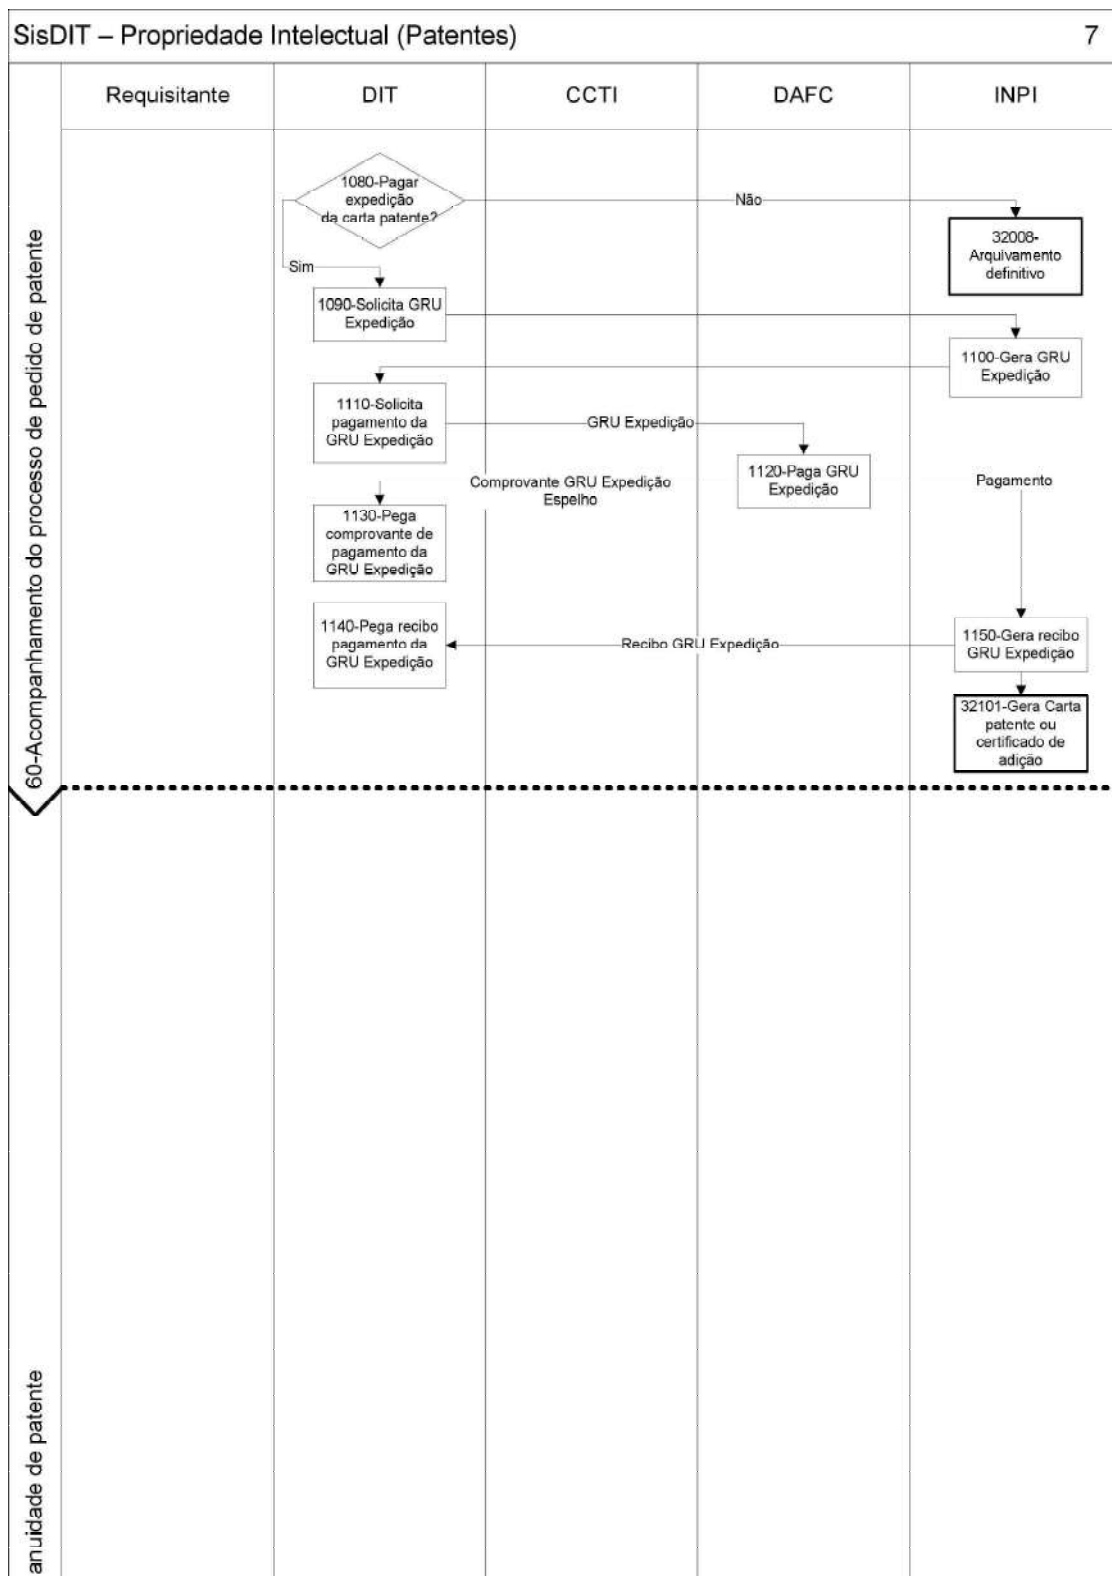 SisDIT – Propriedade Intelectual (Patentes)
7
Requisitante
DIT
CCTI
DAFC
INPI
60-Acompanhamento do processo de pedido de patente
1080-Pagar
expedição
da carta patente?
Não
32008-
Arquivamento
definitivo
Sim
1090-Solicita GRU
Expedição
1100-Gera GRU
Expedição
1110-Solicita
pagamento da
GRU Expedição
GRU Expedição
1120-Paga GRU
Expedição
Comprovante GRU Expedição
Espelho
Pagamento
1130-Pega
comprovante de
pagamento da
GRU Expedição
1140-Pega recibo
pagamento da
GRU Expedição
Recibo GRU Expedição
1150-Gera recibo
GRU Expedição
32101-Gera Carta
patente ou
certificado de
adição
anuidade de patente